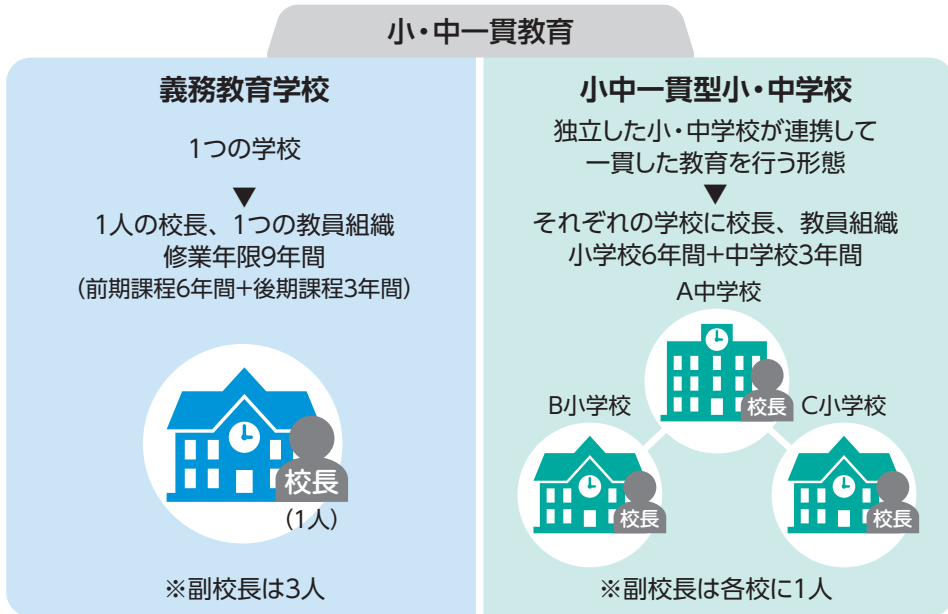 小・中一貫教育
義務教育学校
1つの学校
▼
1人の校長、1つの教員組織
修業年限9年間
（前期課程6年間＋後期課程3年間）
校長
（1人）
※副校長は3人
小中一貫型小・中学校
独立した小・中学校が連携して
一貫した教育を行う形態
▼
それぞれの学校に校長、教員組織
小学校6年間＋中学校3年間
A中学校
校長
B小学校
校長
C小学校
校長
※副校長は各校に1人